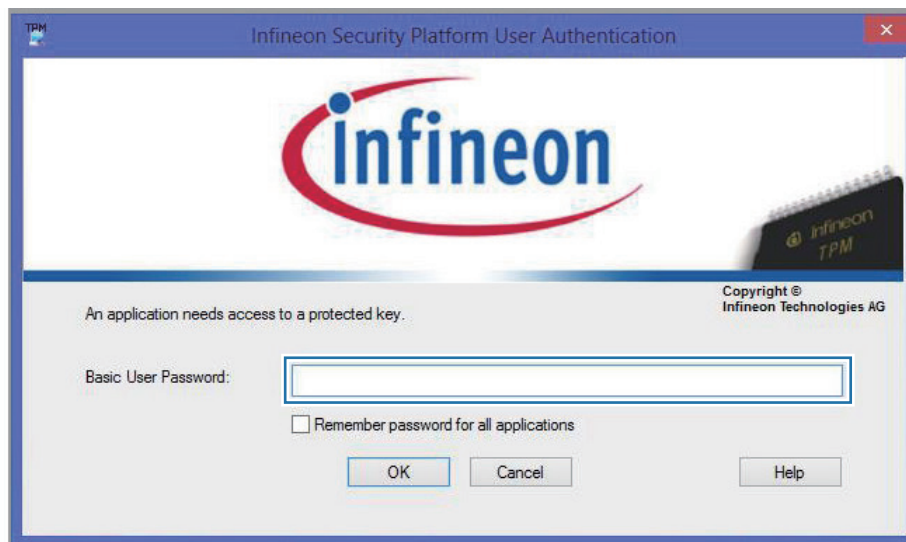 TPM
Infineon Security Platform User Authentication
infineon
Infineon
TPM
Copyright ©
Infineon Technologies AG
An application needs access to a protected key.
Basic User Password:
Remember password for all applications
OK
Cancel
Help